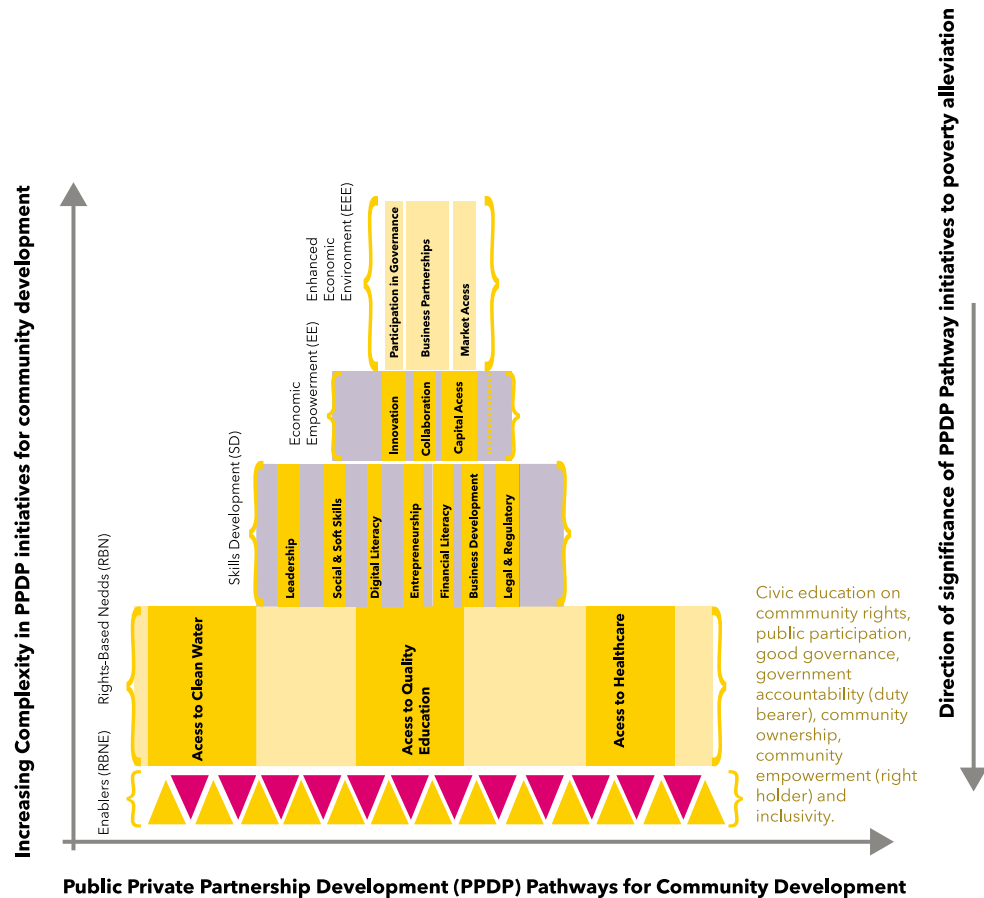 Increasing Complexity in PPDP initiatives for community development
Direction of significance of PPDP Pathway initiatives to poverty alleviation
Enhanced
Economic
Environment (EEE)
Participation in Governance
Business Partnerships
Market Acess
Economic
Empowerment (EE)
Innovation
Collaboration
Capital Acess
Skills Development (SD)
Leadership
Social & Soft Skills
Digital Literacy
Entrepreneurship
Financial Literacy
Business Development
Legal & Regulatory
Rights-Based Nedds (RBN)
Acess to Clean Water
Acess to Quality
Education
Acess to Healthcare
Enablers (RBNE)
Civic education on
commmunity rights,
public participation,
good governance,
government
accountability (duty
bearer), community
ownership,
community
empowerment (right
holder) and
inclusivity.
Public Private Partnership Development (PPDP) Pathways for Community Development